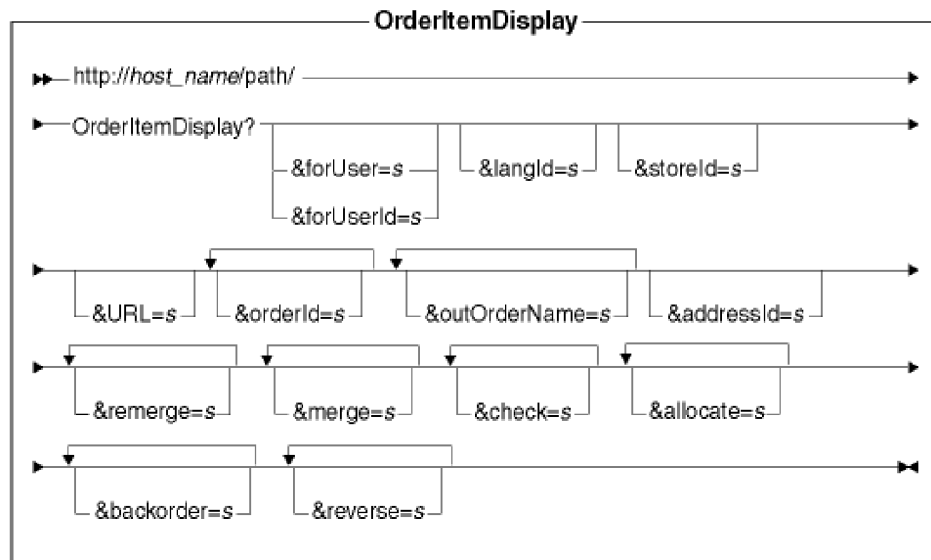 OrderItemDisplay
http://host_name/path/
OrderItemDisplay?
&forUser=s &langId=s &storeId=s
&forUserId=s
&URL=s &orderId=s &outOrderName=s &addressId=s
&remerge=s &merge=s &check=s &allocate=s
&backorder=s &reverse=s